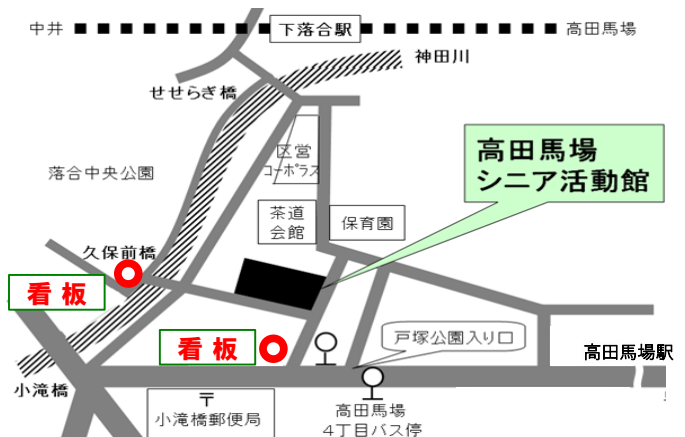 中井
下落合駅
高田馬場
神田川
せせらぎ橋
高田馬場
シニア活動館
区営
コーポラス
落合中央公園
茶道
会館
保育園
久保前橋
看板
看板
戸塚公園入り口
高田馬場駅
小滝橋
〒
小滝橋郵便局
高田馬場
4丁目バス停